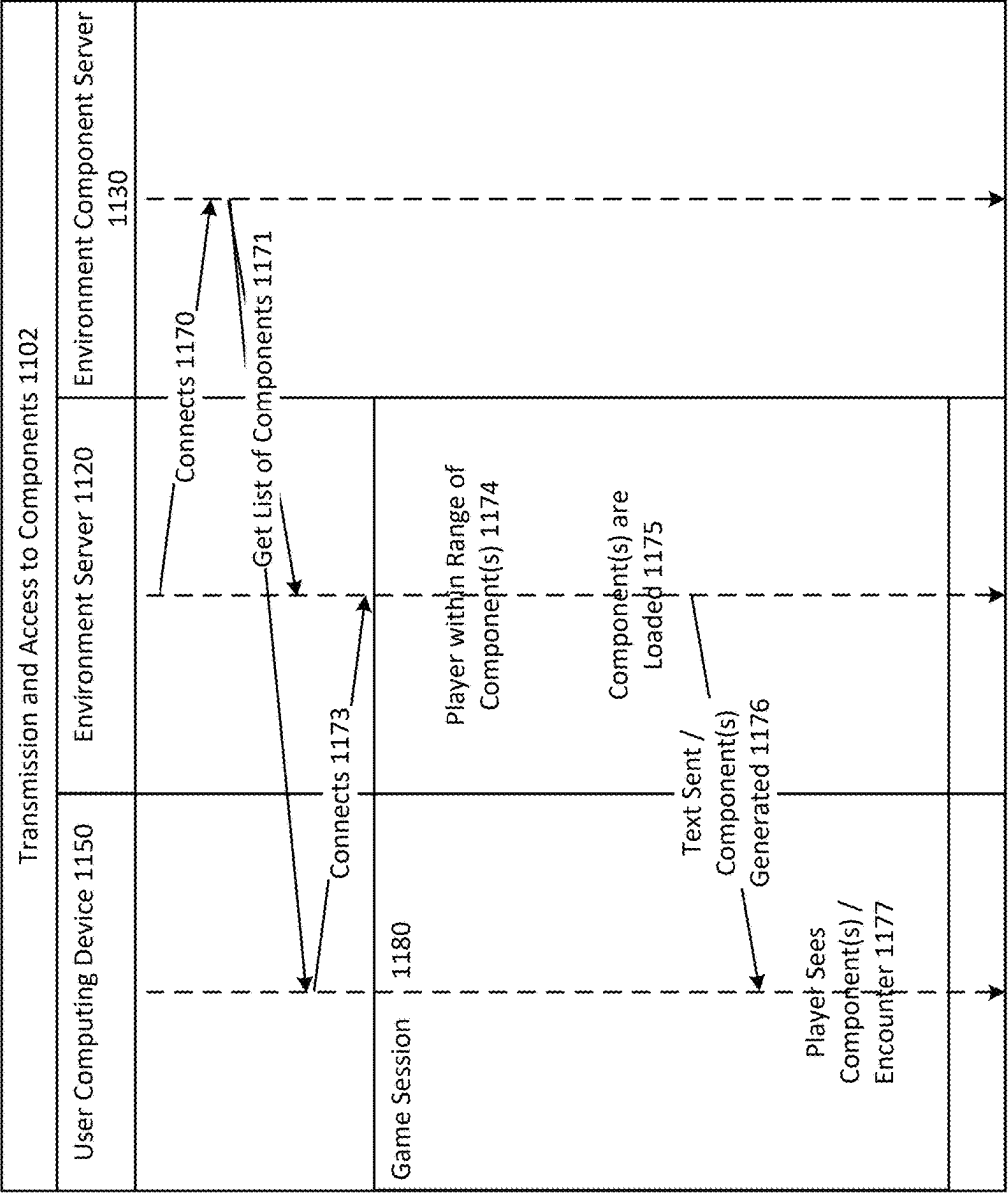 Transmission and Access to Components 1102
User Computing Device 1150
Environment Server 1120
Environment Component Server
1130
Connects 1170
Get List of Components 1171
Connects 1173
Game Session
1180
Player within Range of
Component(s) 1174
Component(s) are
Loaded 1175
Text Sent /
Component(s)
Generated 1176
Player Sees
Component(s) /
Encounter 1177